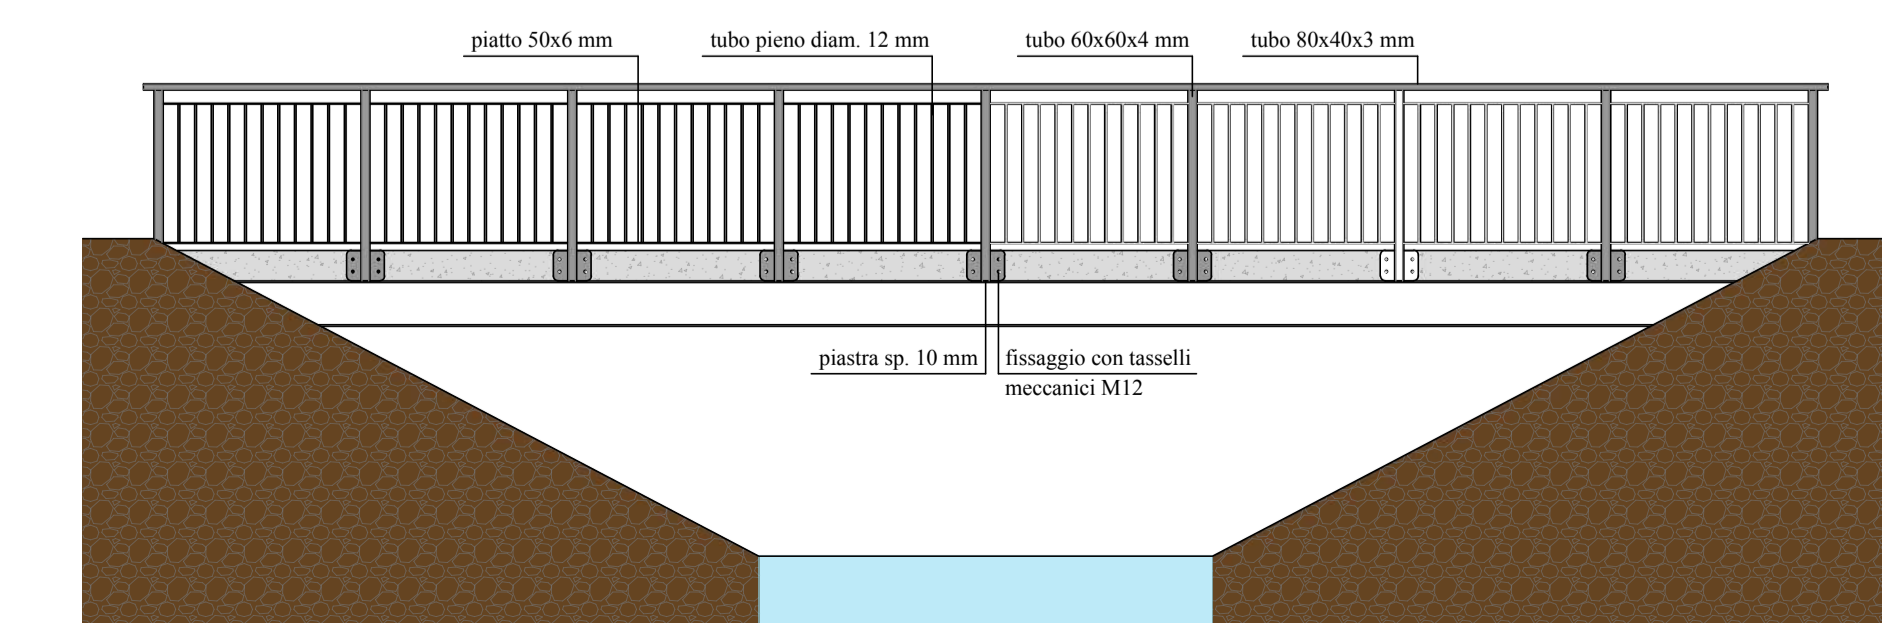 piatto 50x6 mm
tubo pieno diam. 12 mm
tubo 60x60x4 mm
tubo 80x40x3 mm
piastra sp. 10 mm
fissaggio con tasselli
meccanici M12